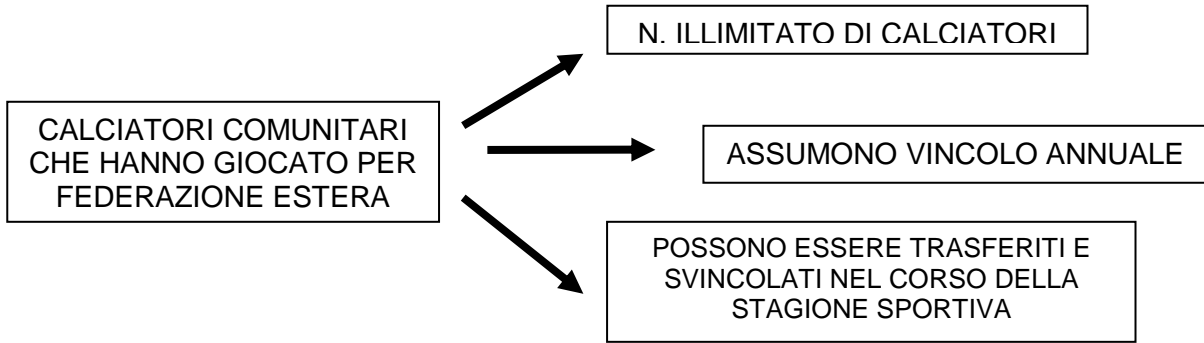 CALCIATORI COMUNITARI
CHE HANNO GIOCATO PER
FEDERAZIONE ESTERA
N. ILLIMITATO DI CALCIATORI
ASSUMONO VINCOLO ANNUALE
POSSONO ESSERE TRASFERITI E
SVINCOLATI NEL CORSO DELLA
STAGIONE SPORTIVA